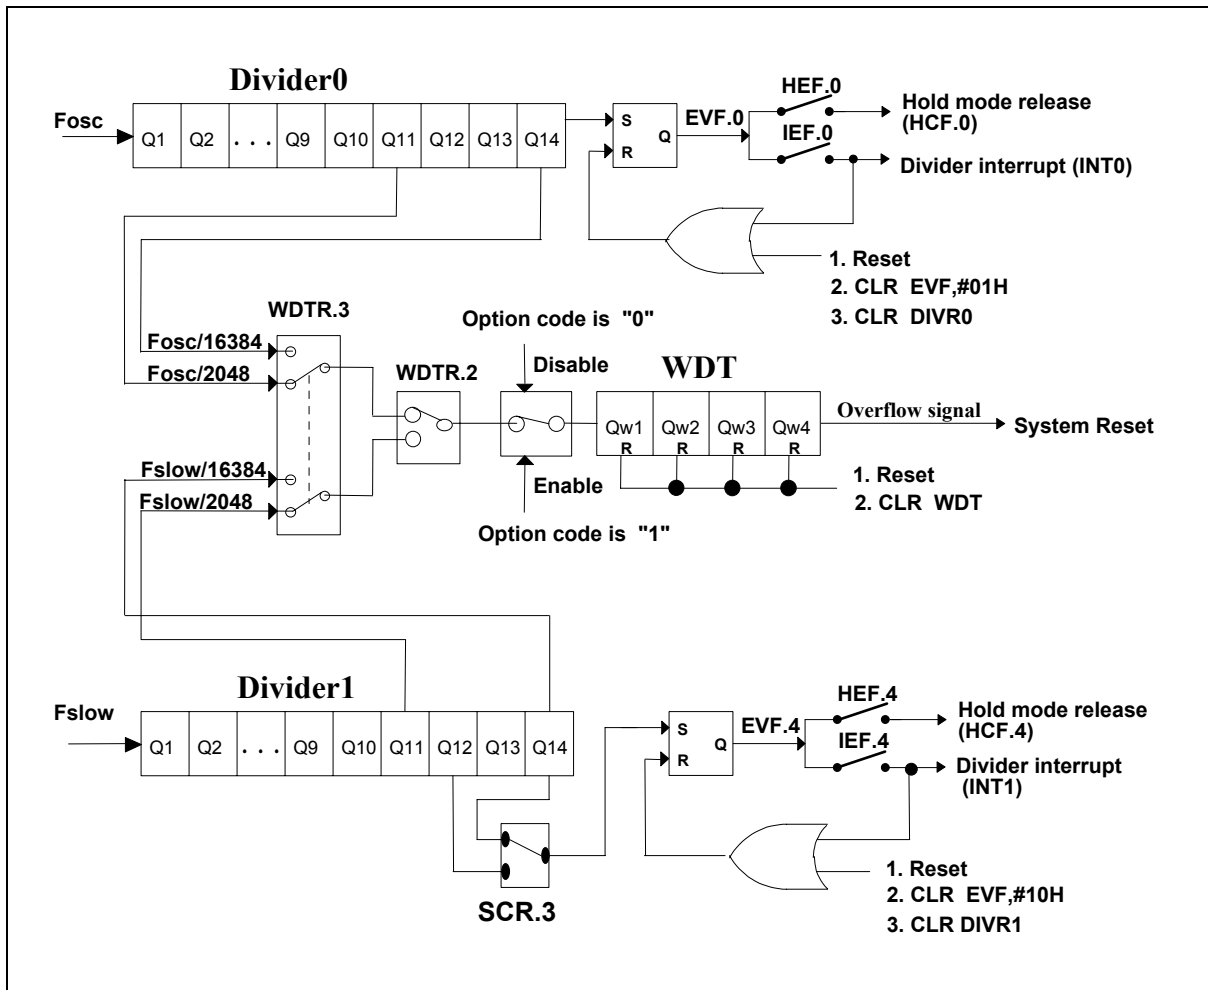 Divider0
Fosc
Q1 Q2 . . . Q9 Q10 Q11 Q12 Q13 Q14
S
R
Q
EVF.0
HEF.0
IEF.0
Hold mode release
(HCF.0)
Divider interrupt (INT0)
1. Reset
2. CLR EVF,#01H
3. CLR DIVR0
WDTR.3
Fosc/16384
Fosc/2048
Fslow/16384
Fslow/2048
WDTR.2
Option code is "0"
Disable
Enable
Option code is "1"
WDT
Qw1 Qw2 Qw3 Qw4
R R R R
Overflow signal
System Reset
1. Reset
2. CLR WDT
Divider1
Fslow
Q1 Q2 . . . Q9 Q10 Q11 Q12 Q13 Q14
SCR.3
S
R
Q
EVF.4
HEF.4
IEF.4
Hold mode release
(HCF.4)
Divider interrupt
(INT1)
1. Reset
2. CLR EVF,#10H
3. CLR DIVR1